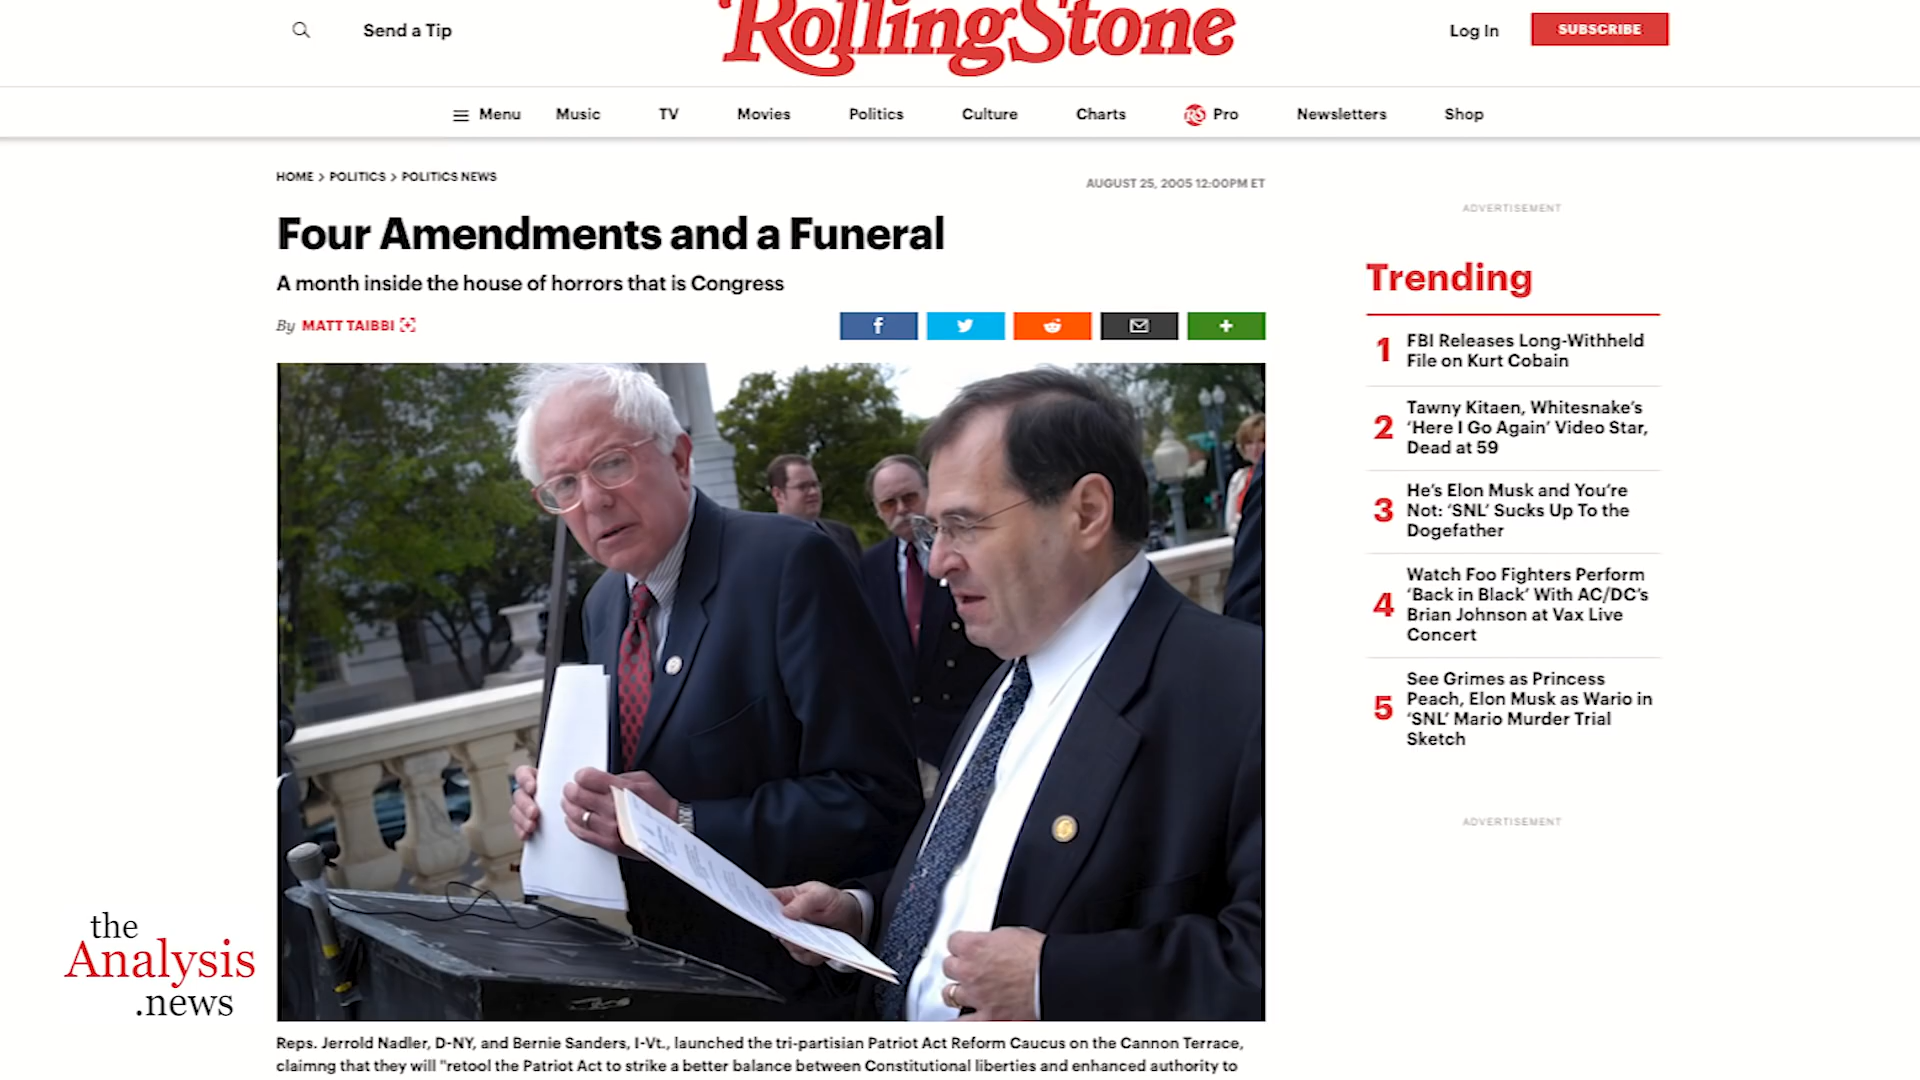 Send a Tip
RollingStone
Log In
SUBSCRIBE
Menu
Music
TV
Movies
Politics
Culture
Charts
RS Pro
Newsletters
Shop
HOME > POLITICS > POLITICS NEWS
AUGUST 25, 2005 12:00PM ET
Four Amendments and a Funeral
A month inside the house of horrors that is Congress
By MATT TAIBBI
Reps. Jerrold Nadler, D-NY, and Bernie Sanders, I-Vt., launched the tri-partisian Patriot Act Reform Caucus on the Cannon Terrace,
claimng that they will "retool the Patriot Act to strike a better balance between Constitutional liberties and enhanced authority to
ADVERTISEMENT
Trending
1
FBI Releases Long-Withheld
File on Kurt Cobain
2
Tawny Kitaen, Whitesnake's
'Here I Go Again' Video Star,
Dead at 59
3
He's Elon Musk and You're
Not: 'SNL' Sucks Up To the
Dogefather
4
Watch Foo Fighters Perform
'Back in Black' With AC/DC's
Brian Johnson at Vax Live
Concert
5
See Grimes as Princess
Peach, Elon Musk as Wario in
'SNL' Mario Murder Trial
Sketch
ADVERTISEMENT
the
Analysis
.news